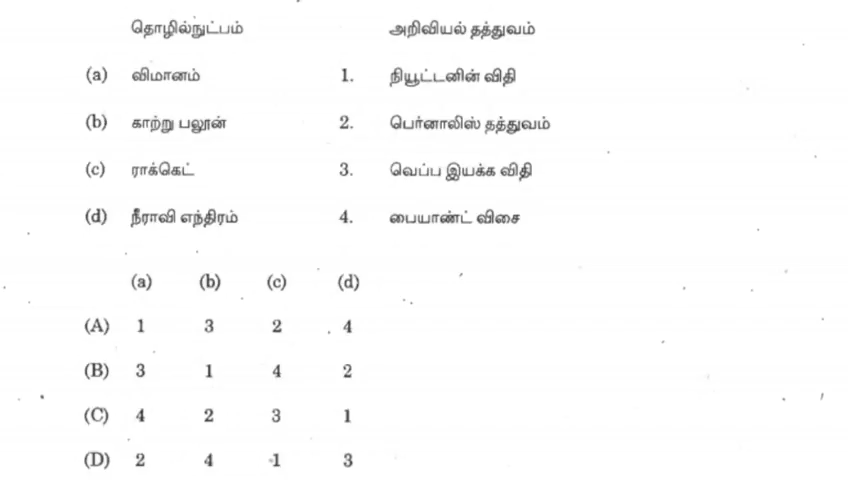 தொழில்நுட்பம் அறிவியல் தத்துவம்
(a) விமானம் 1. நியூட்டனின் விதி
(b) காற்று பலூன் 2. பெர்னாலிஸ் தத்துவம்
(c) ராக்கெட் 3. வெப்ப இயக்க விதி
(d) நீராவி எந்திரம் 4. பையாண்ட் விசை
(a) (b) (c) (d)
(A) 1 3 2 4
(B) 3 1 4 2
(C) 4 2 3 1
(D) 2 4 1 3